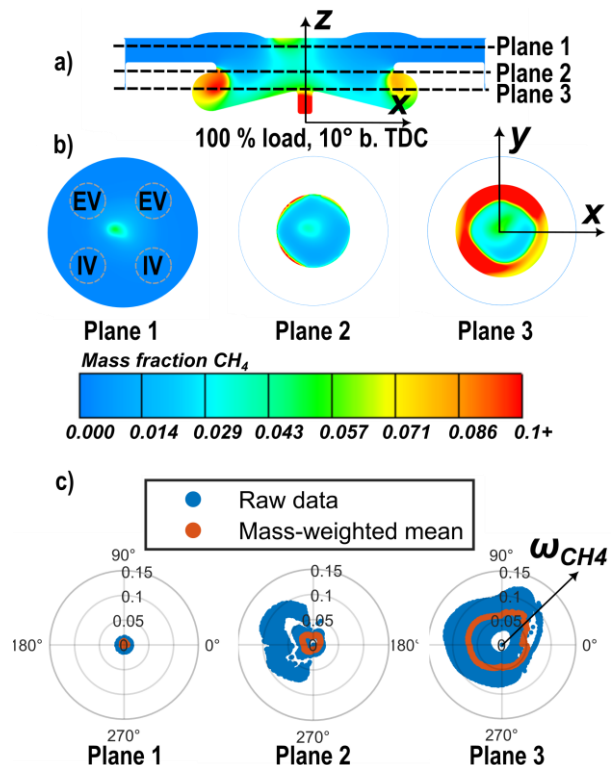 a)
z
Plane 1
Plane 2
Plane 3
x
100 % load, 10° b. TDC
b)
EV EV
IV IV
y
x
Plane 1 Plane 2 Plane 3
Mass fraction CH4
0.000 0.014 0.029 0.043 0.057 0.071 0.086 0.1+
c)
Raw data
Mass-weighted mean
ωCH4
90° 90° 90°
0.15 0.15 0.15
0.1 0.1 0.1
0.05 0.05 0.05
180° 0 0° 180° 0 0° 180° 0 0°
270° 270° 270°
Plane 1 Plane 2 Plane 3